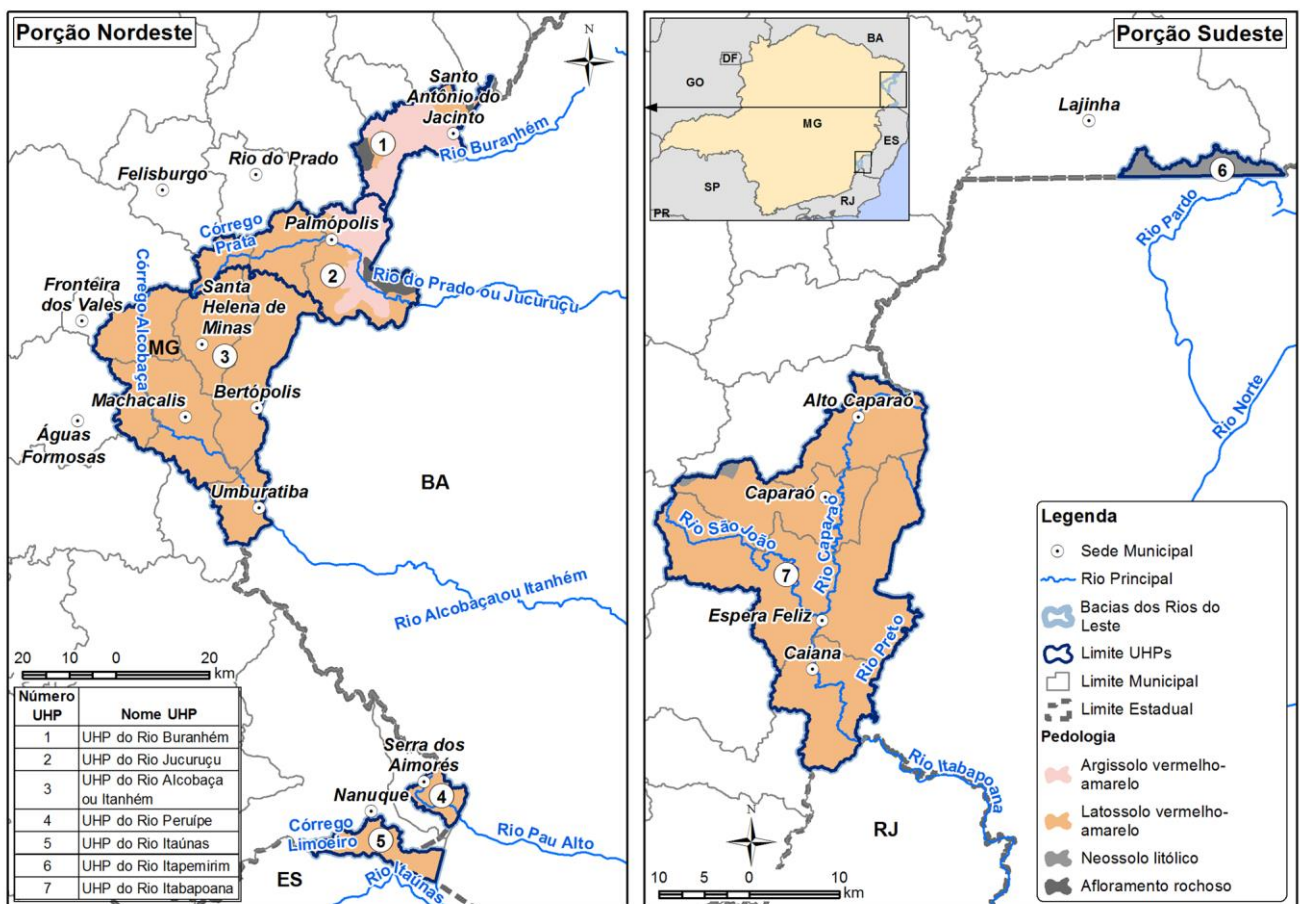 Porção Nordeste
N
Santo
Antônio do
Jacinto
1
Rio Buranhém
Rio do Prado
Felisburgo
Palmópolis
Córrego
Prata
2
Rio do Prado ou Jucuruçu
Córrego Alcobaça
Fronteira
dos Vales
Santa
Helena de
Minas
MG
3
Machacalis
Bertópolis
Águas
Formosas
Umburatiba
BA
Rio Alcobaça ou Itanhém
20 10 0 20
km
Número
UHP
Nome UHP
1 UHP do Rio Buranhém
2 UHP do Rio Jucuruçu
3 UHP do Rio Alcobaça
ou Itanhém
4 UHP do Rio Peruípe
5 UHP do Rio Itaúnas
6 UHP do Rio Itapemirim
7 UHP do Rio Itabapoana
Serra dos
Aimorés
4
Nanuque
Córrego
Limoeiro
5
Rio Pau Alto
Rio Itaúnas
ES
Porção Sudeste
BA
DF
GO
MG
ES
SP
RJ
PR
Lajinha
6
Rio Pardo
Rio Norte
Alto Caparaó
Caparaó
Rio São João
Rio Caparaó
7
Espera Feliz
Caiana
Rio Preto
Rio Itabapoana
RJ
N
10 5 0 10
km
Legenda
Sede Municipal
Rio Principal
Bacias dos Rios do
Leste
Limite UHPs
Limite Municipal
Limite Estadual
Pedologia
Argissolo vermelho-
amarelo
Latossolo vermelho-
amarelo
Neossolo litólico
Afloramento rochoso